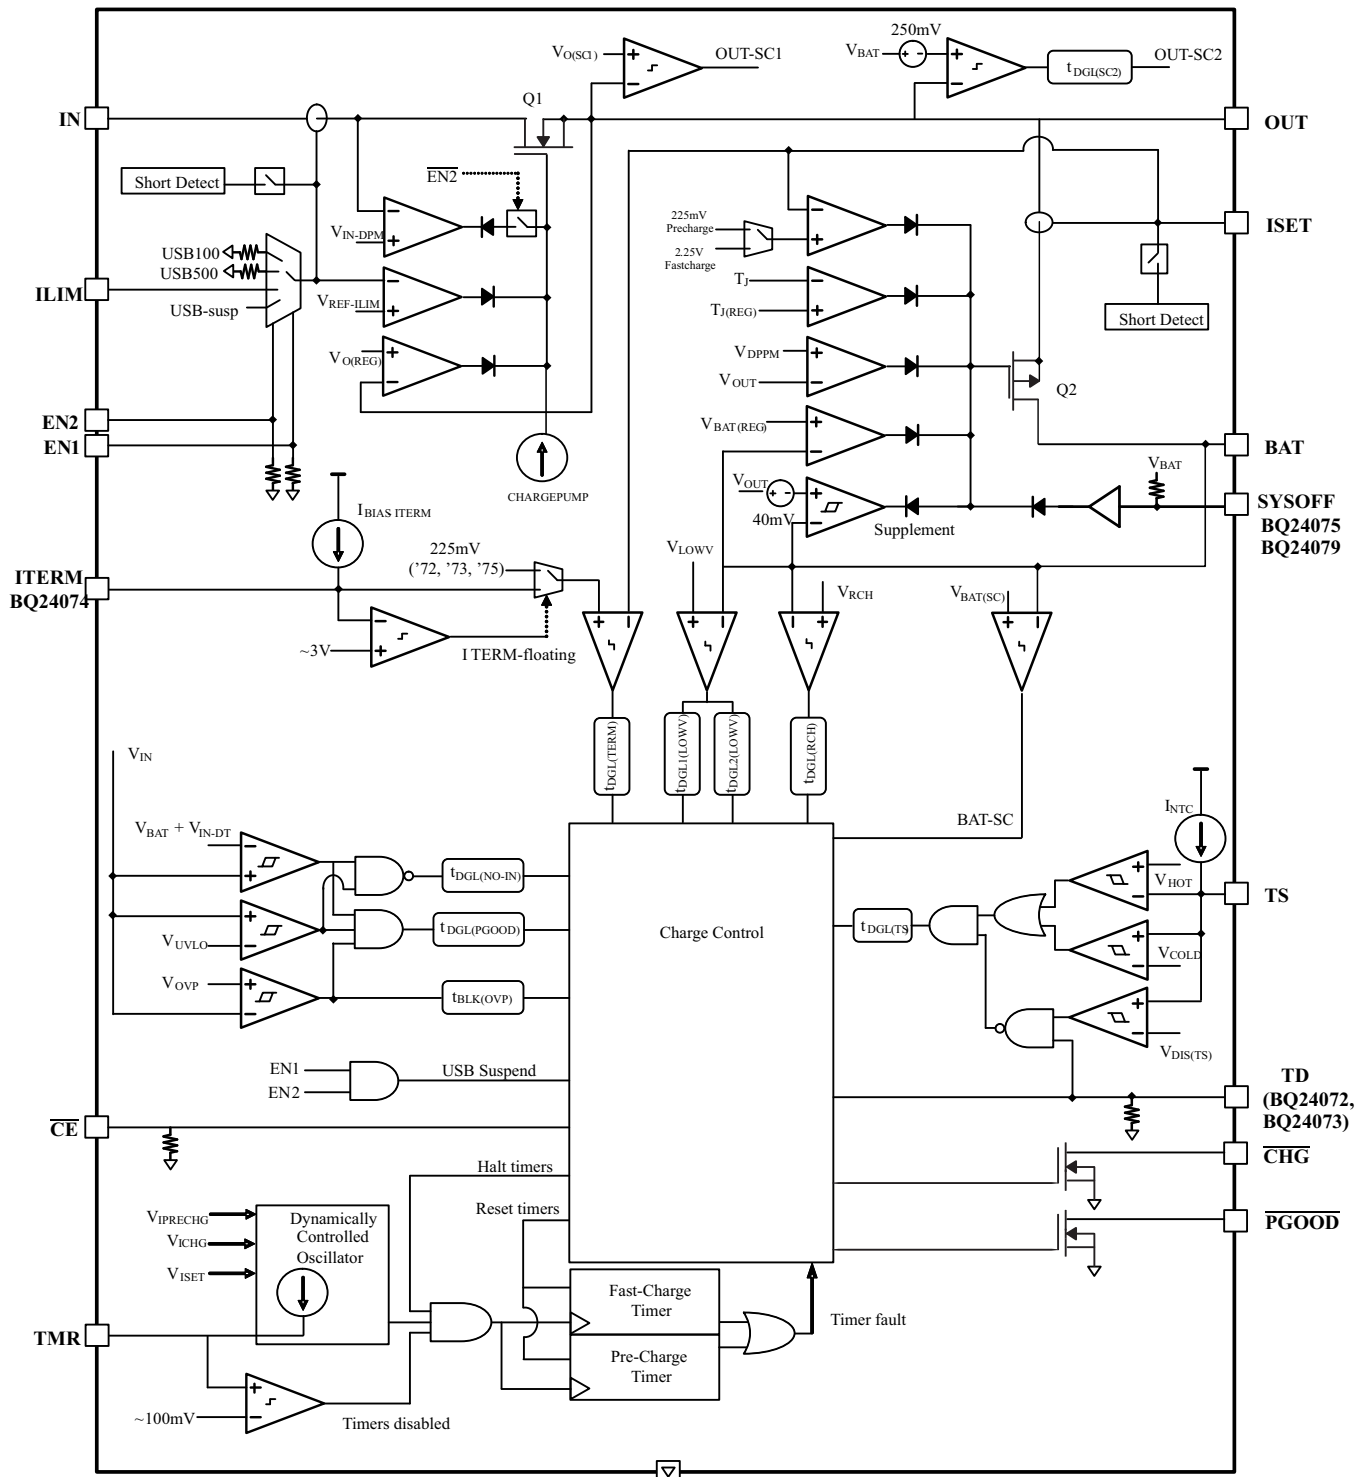 250mV
VO(SC1)
OUT-SC1
VBAT
tDGL(SC2)
OUT-SC2
Q1
IN
OUT
Short Detect
EN2
VIN-DPM
225mV
Precharge
2.25V
Fastcharge
ISET
USB100
USB500
ILIM
USB-susp
VREF-ILIM
TJ
TJ(REG)
Short Detect
VO(REG)
VDPPM
VOUT
Q2
EN2
EN1
VBAT(REG)
BAT
CHARGEPUMP
VOUT
40mV
Supplement
VBAT
SYSOFF
BQ24075
BQ24079
IBIAS ITERM
225mV
('72, '73, '75)
VLOWV
ITERM
BQ24074
VRCH
VBAT(SC)
~3V
I TERM-floating
tDGL(TERM)
tDGL1(LOWV)
tDGL2(LOWV)
tDGL(RCH)
VIN
BAT-SC
INTC
VBAT + VIN-DT
tDGL(NO-IN)
VHOT
TS
VUVLO
tDGL(PGOOD)
Charge Control
tDGL(TS)
VCOLD
VOVP
tBLK(OVP)
VDIS(TS)
EN1
EN2
USB Suspend
TD
(BQ24072,
BQ24073)
CE
CHG
Halt timers
Reset timers
PGOOD
VIPRECHG
VICHG
VISET
Dynamically
Controlled
Oscillator
Fast-Charge
Timer
Timer fault
TMR
Pre-Charge
Timer
~100mV
Timers disabled